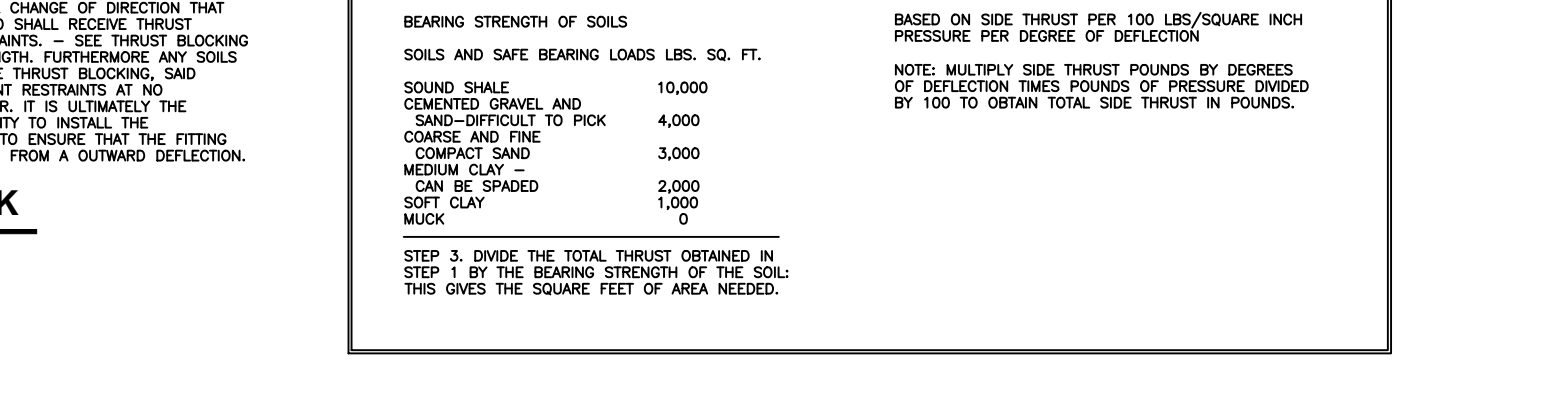 CHANGE OF DIRECTION THAT
SHALL RECEIVE THRUST
SEE THRUST BLOCKING
FURTHERMORE ANY SOILS
THRUST BLOCKING, SAID
RESTRAINTS AT NO
IT IS ULTIMATELY THE
TO INSTALL THE
TO ENSURE THAT THE FITTING
FROM A OUTWARD DEFLECTION.
K
BEARING STRENGTH OF SOILS
SOILS AND SAFE BEARING LOADS LBS. SQ. FT.
SOUND SHALE 10,000
CEMENTED GRAVEL AND
SAND–DIFFICULT TO PICK 4,000
COARSE AND FINE
COMPACT SAND 3,000
MEDIUM CLAY –
CAN BE SPADED 2,000
SOFT CLAY 1,000
MUCK 0
STEP 3. DIVIDE THE TOTAL THRUST OBTAINED IN
STEP 1 BY THE BEARING STRENGTH OF THE SOIL:
THIS GIVES THE SQUARE FEET OF AREA NEEDED.
BASED ON SIDE THRUST PER 100 LBS/SQUARE INCH
PRESSURE PER DEGREE OF DEFLECTION
NOTE: MULTIPLY SIDE THRUST POUNDS BY DEGREES
OF DEFLECTION TIMES POUNDS OF PRESSURE DIVIDED
BY 100 TO OBTAIN TOTAL SIDE THRUST IN POUNDS.